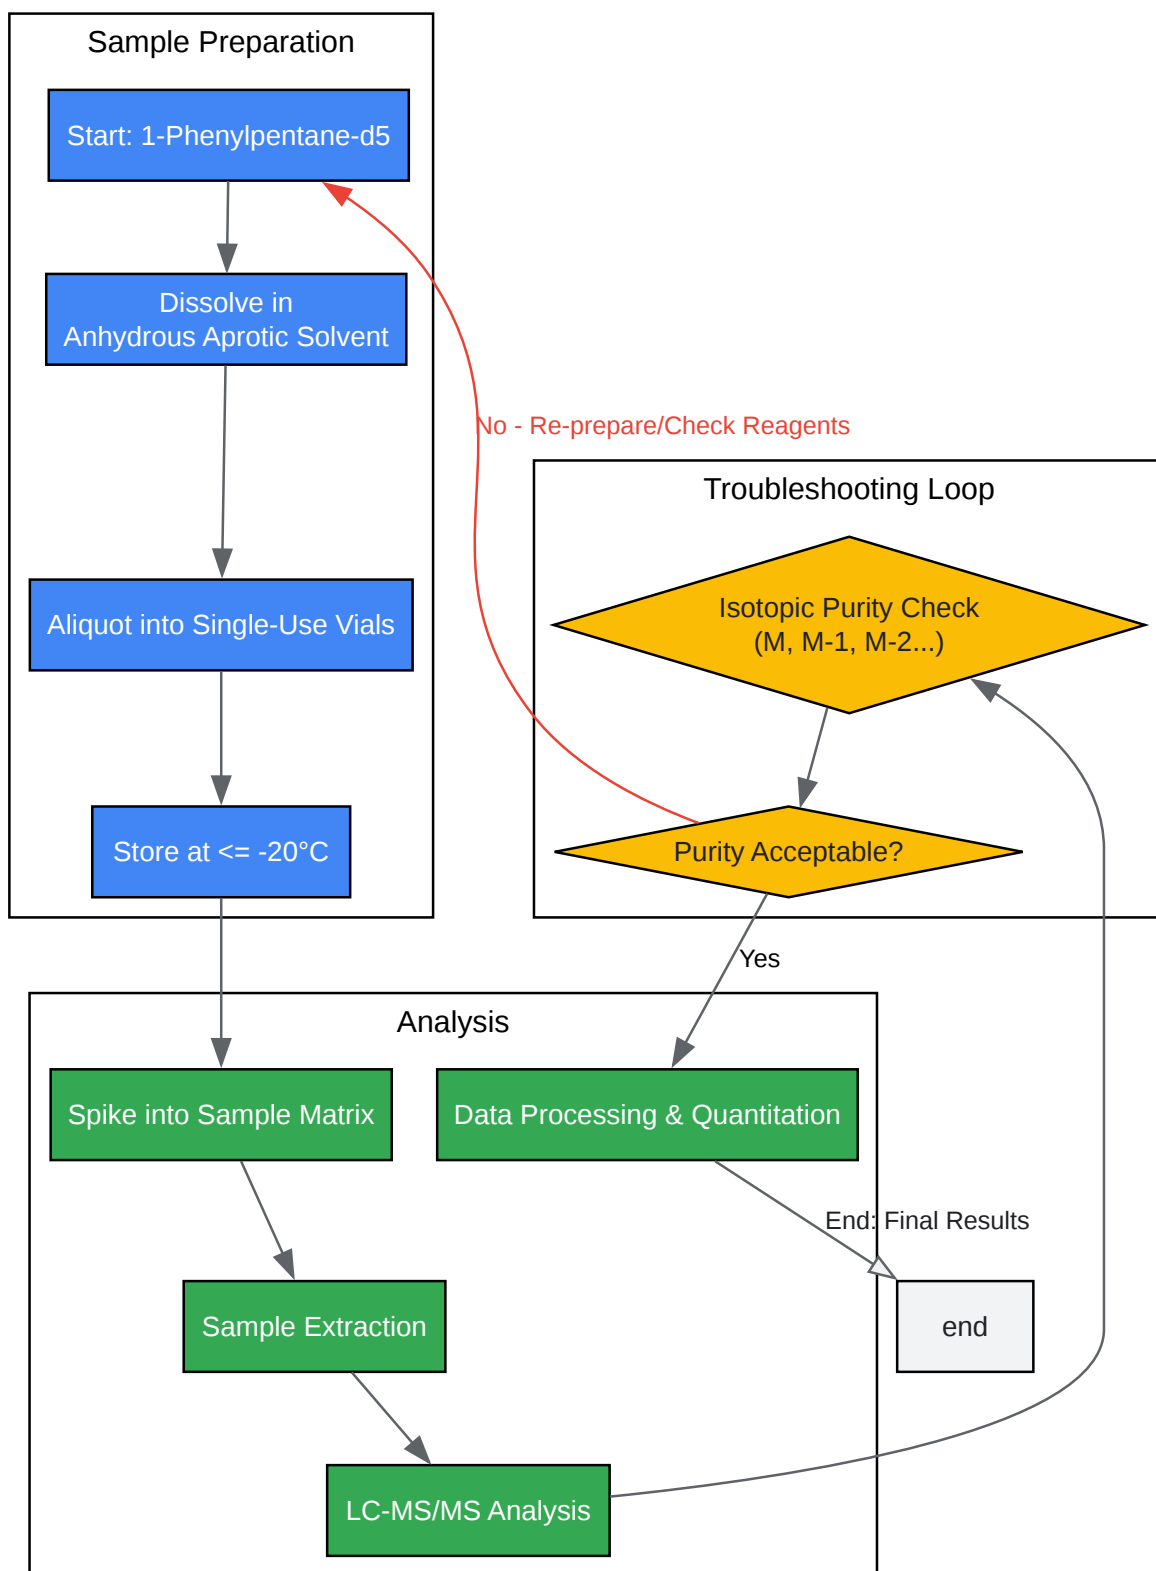 Sample Preparation
Start: 1-Phenylpentane-d5
Dissolve in
Anhydrous Aprotic Solvent
Aliquot into Single-Use Vials
Store at <= -20°C
No - Re-prepare/Check Reagents
Troubleshooting Loop
Isotopic Purity Check
(M, M-1, M-2...)
Purity Acceptable?
Yes
Analysis
Spike into Sample Matrix
Data Processing & Quantitation
End: Final Results
Sample Extraction
end
LC-MS/MS Analysis